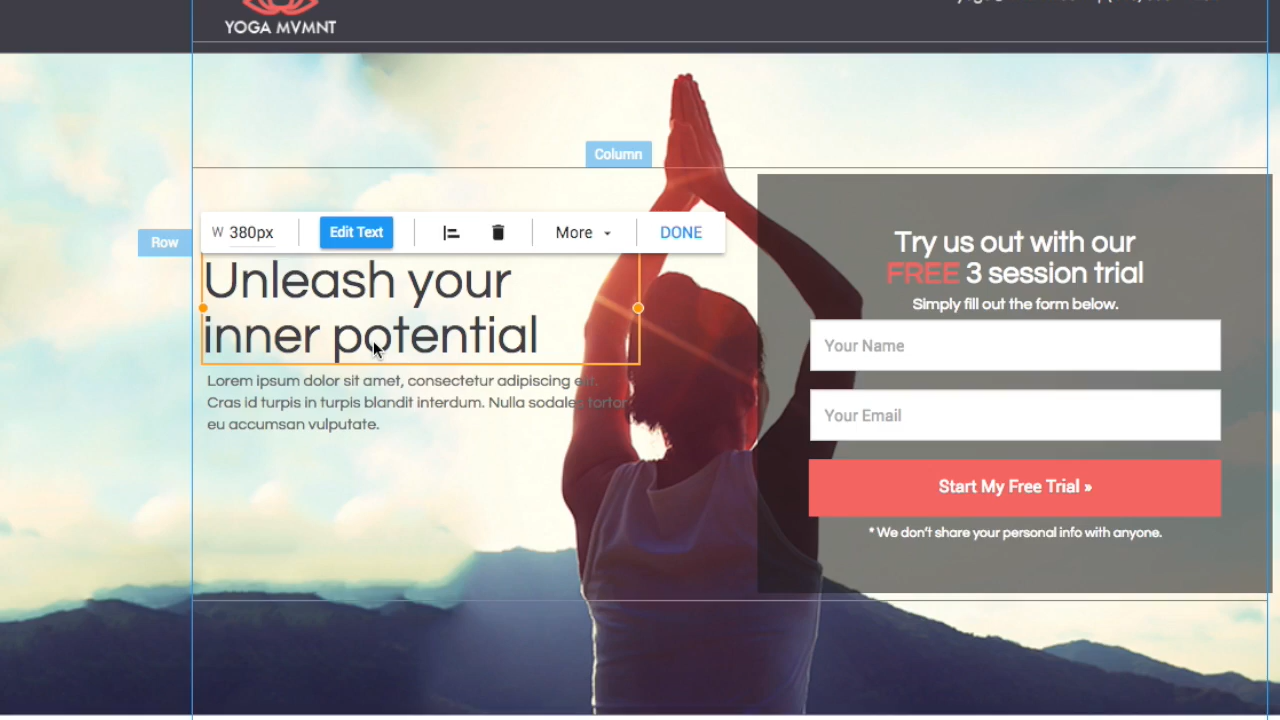 YOGA MVMNT
Column
Row
W 380px
Edit Text
More
DONE
Unleash your
inner potential
Lorem ipsum dolor sit amet, consectetur adipiscing elit.
Cras id turpis in turpis blandit interdum. Nulla sodales tortor
eu accumsan vulputate.
Try us out with our
FREE 3 session trial
Simply fill out the form below.
Your Name
Your Email
Start My Free Trial »
* We don't share your personal info with anyone.